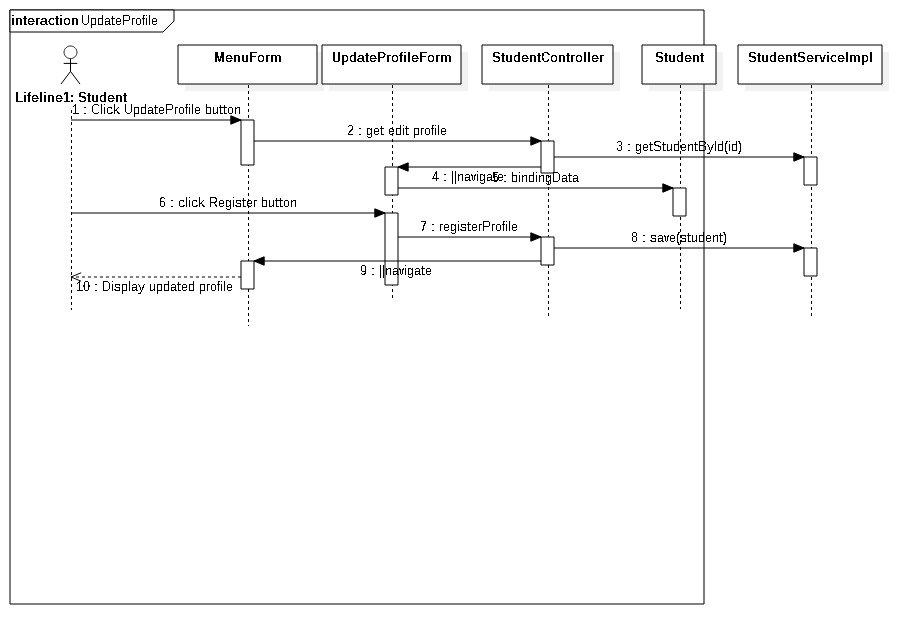 interaction UpdateProfile
MenuForm
UpdateProfileForm
StudentController
Student
StudentServiceImpl
Lifeline1: Student
1 : Click UpdateProfile button
2 : get edit profile
3 : getStudentById(id)
4 : ||navigate
5 : bindingData
6 : click Register button
7 : registerProfile
8 : save(student)
9 : ||navigate
10 : Display updated profile